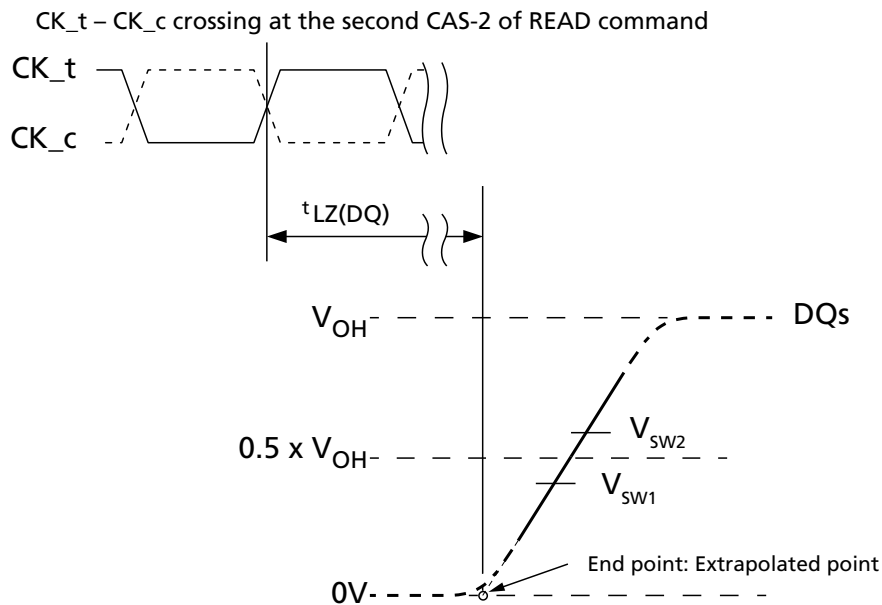 CK_t – CK_c crossing at the second CAS-2 of READ command
CK_t
CK_c
tLZ(DQ)
VOH
DQs
VSW2
0.5 x VOH
VSW1
End point: Extrapolated point
0V